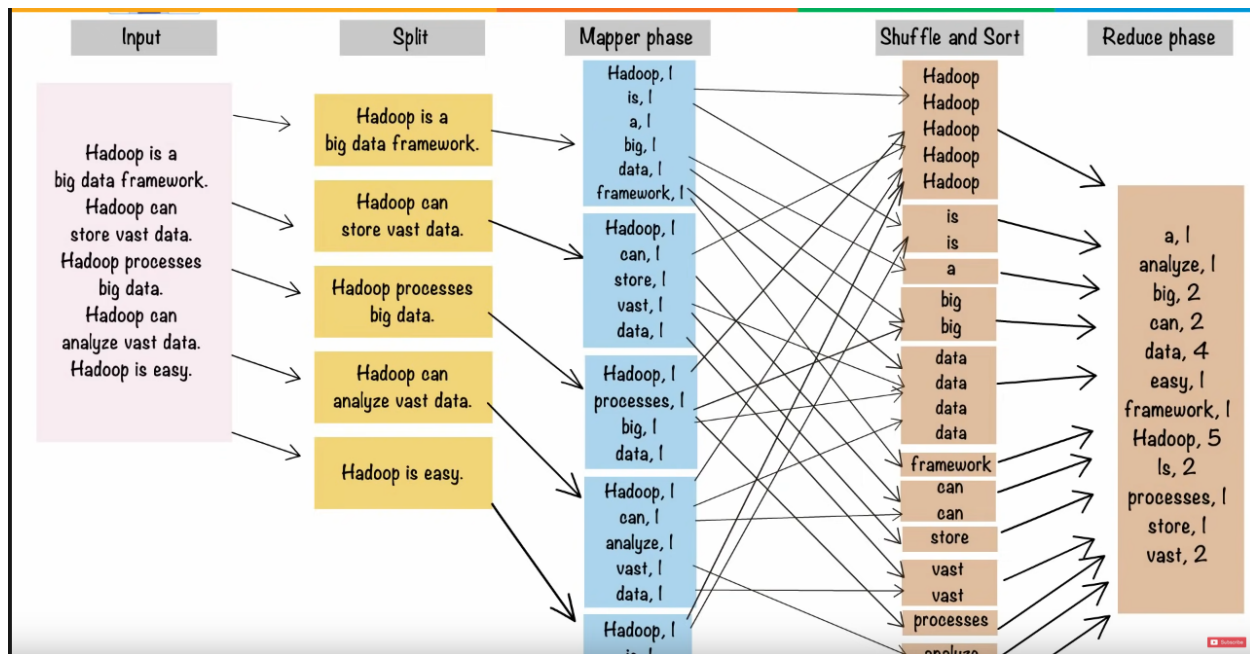 Input
Split
Mapper phase
Shuffle and Sort
Reduce phase
Hadoop is a
big data framework.
Hadoop can
store vast data.
Hadoop processes
big data.
Hadoop can
analyze vast data.
Hadoop is easy.
Hadoop is a
big data framework.
Hadoop can
store vast data.
Hadoop processes
big data.
Hadoop can
analyze vast data.
Hadoop is easy.
Hadoop, 1
is, 1
a, 1
big, 1
data, 1
framework, 1
Hadoop, 1
can, 1
store, 1
vast, 1
data, 1
Hadoop, 1
processes, 1
big, 1
data, 1
Hadoop, 1
can, 1
analyze, 1
vast, 1
data, 1
Hadoop, 1
is, 1
Hadoop
Hadoop
Hadoop
Hadoop
Hadoop
is
is
a
big
big
data
data
data
data
framework
can
can
store
vast
vast
processes
analyze
a, 1
analyze, 1
big, 2
can, 2
data, 4
easy, 1
framework, 1
Hadoop, 5
Is, 2
processes, 1
store, 1
vast, 2
Subscribe